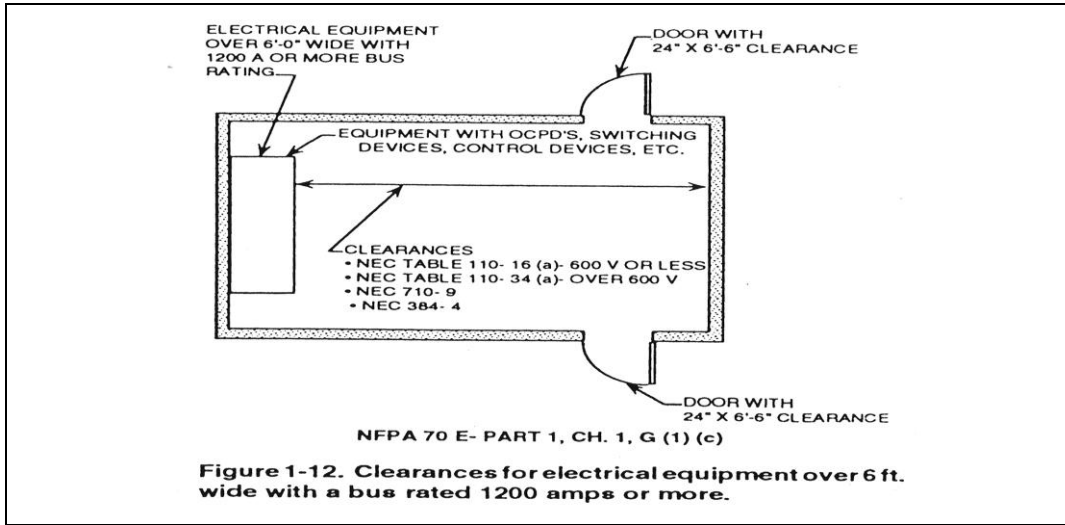 ELECTRICAL EQUIPMENT
OVER 6'-0" WIDE WITH
1200 A OR MORE BUS
RATING
DOOR WITH
24" X 6'-6" CLEARANCE
EQUIPMENT WITH OCPD'S, SWITCHING
DEVICES, CONTROL DEVICES, ETC.
CLEARANCES
• NEC TABLE 110- 16 (a)- 600 V OR LESS
• NEC TABLE 110- 34 (a)- OVER 600 V
• NEC 710- 9
• NEC 384- 4
DOOR WITH
24" X 6'-6" CLEARANCE
NFPA 70 E- PART 1, CH. 1, G (1) (c)
Figure 1-12. Clearances for electrical equipment over 6 ft.
wide with a bus rated 1200 amps or more.